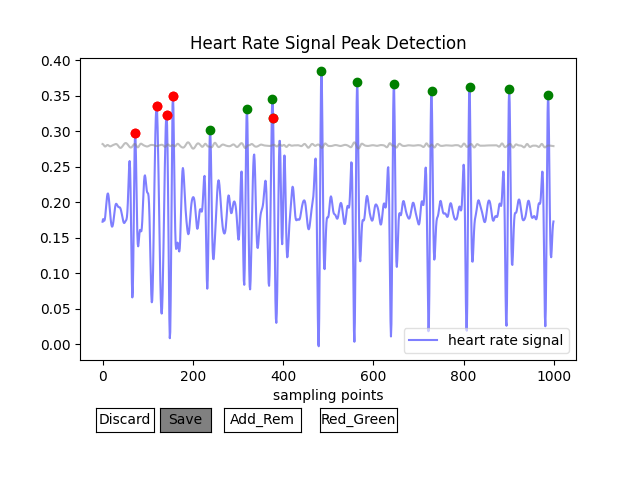 Heart Rate Signal Peak Detection
0.40
0.35
0.30
0.25
0.20
0.15
0.10
0.05
0.00
heart rate signal
0 200 400 600 800 1000
sampling points
Discard Save Add_Rem Red_Green